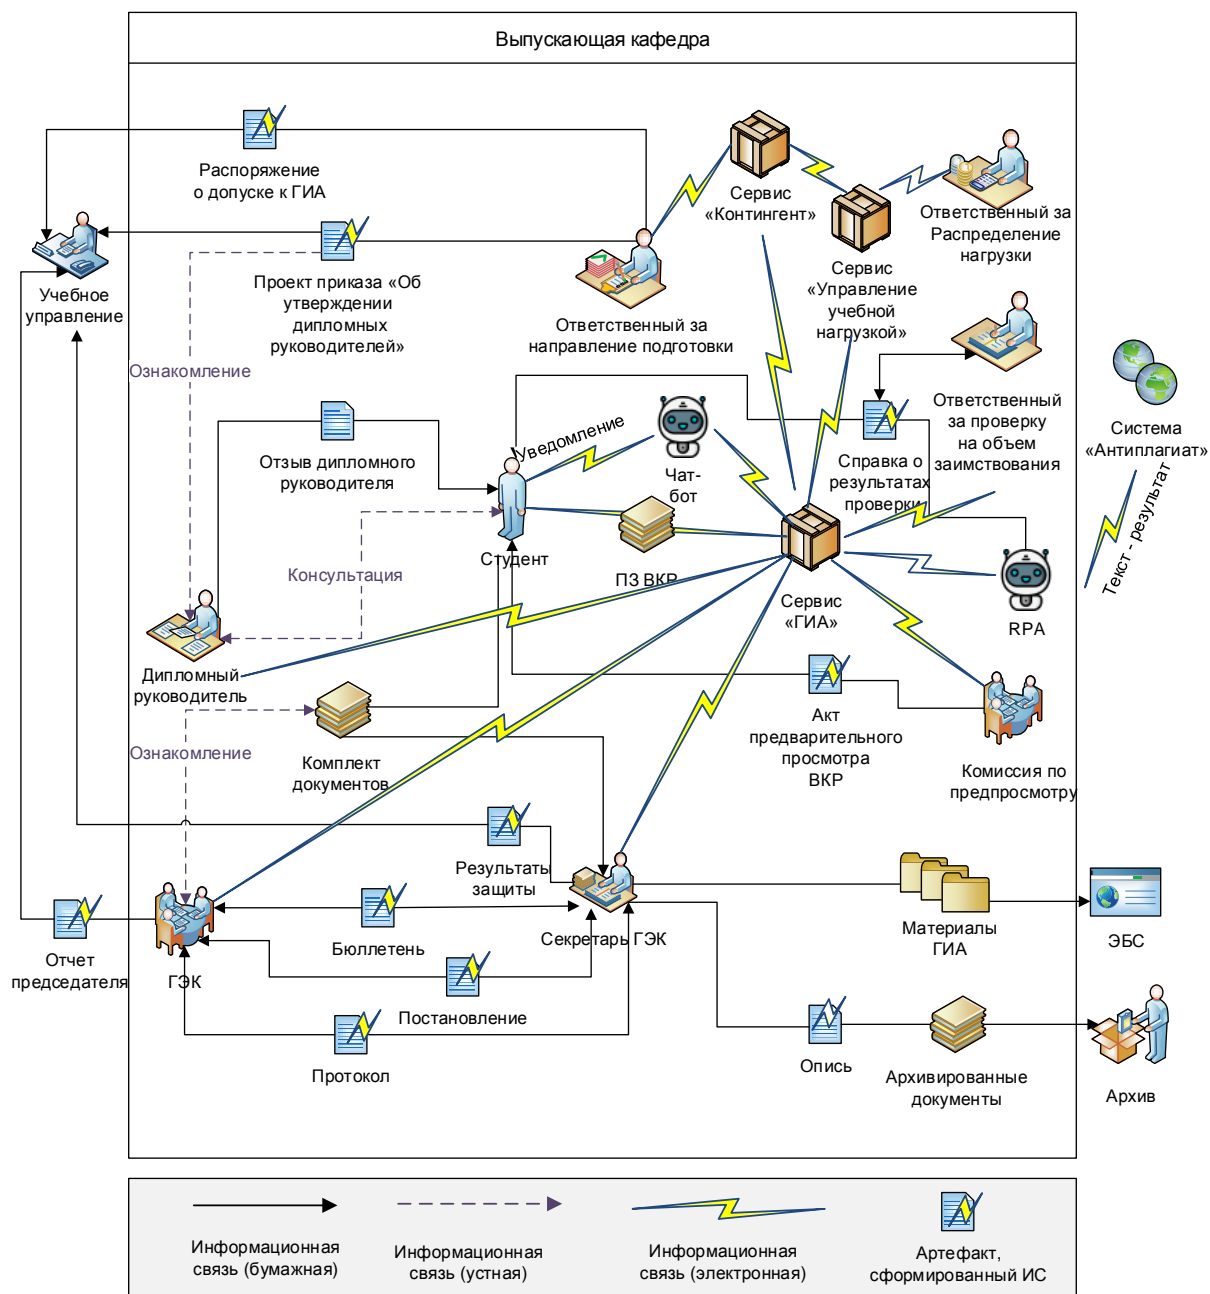 Выпускающая кафедра
Распоряжение
о допуске к ГИА
Сервис
«Контингент»
Ответственный за
Распределение
нагрузки
Учебное
управление
Проект приказа «Об
утверждении
дипломных
руководителей»
Ответственный за
направление подготовки
Сервис
«Управление
учебной
нагрузкой»
Ознакомление
Отзыв дипломного
руководителя
Уведомление
Чат-
бот
Справка о
результатах
проверки
Ответственный
за проверку
на объем
заимствования
Система
«Антиплагиат»
Текст - результат
Студент
ПЗ ВКР
Консультация
Сервис
«ГИА»
RPA
Дипломный
руководитель
Ознакомление
Комплект
документов
Акт
предварительного
просмотра
ВКР
Комиссия по
предпросмотру
Результаты
защиты
Секретарь ГЭК
Материалы
ГИА
ЭБС
Отчет
председателя
ГЭК
Бюллетень
Постановление
Протокол
Опись
Архивированные
документы
Архив
Информационная
связь (бумажная)
Информационная
связь (устная)
Информационная
связь (электронная)
Артефакт,
сформированный ИС